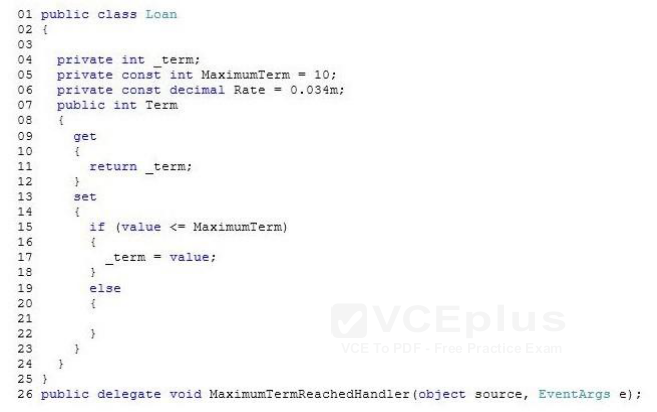 01 public class Loan
02 {
03
04   private int _term;
05   private const int MaximumTerm = 10;
06   private const decimal Rate = 0.034m;
07   public int Term
08   {
09     get
10     {
11       return _term;
12     }
13     set
14     {
15       if (value <= MaximumTerm)
16       {
17         _term = value;
18       }
19       else
20       {
21
22       }
23     }
24   }
25 }
26 public delegate void MaximumTermReachedHandler(object source, EventArgs e);
VCEplus
VCE To PDF - Free Practice Exam